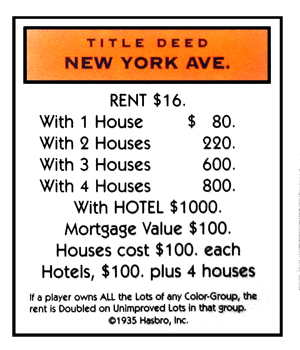 TITLE DEED
NEW YORK AVE.
RENT $16.
With 1 House $ 80.
With 2 Houses 220.
With 3 Houses 600.
With 4 Houses 800.
With HOTEL $1000.
Mortgage Value $100.
Houses cost $100. each
Hotels, $100. plus 4 houses
If a player owns ALL the Lots of any Color-Group, the
rent is Doubled on Unimproved Lots in that group.
©1935 Hasbro, Inc.